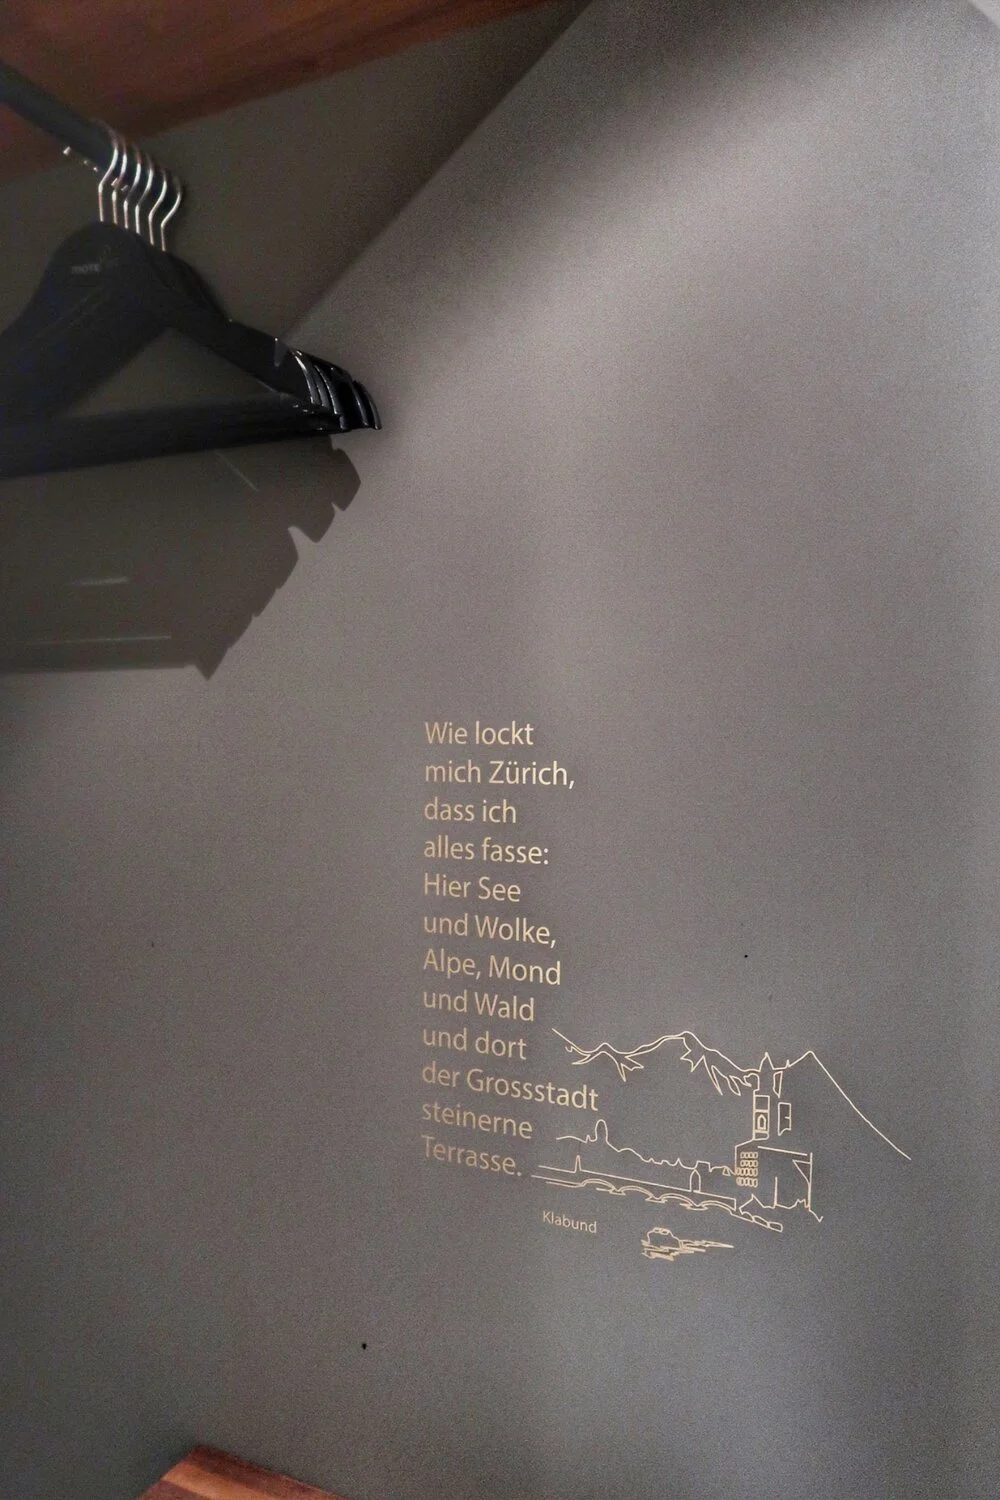 Wie lockt
mich Zürich,
dass ich
alles fasse:
Hier See
und Wolke,
Alpe, Mond
und Wald
und dort
der Grossstadt
steinerne
Terrasse.
Klabund